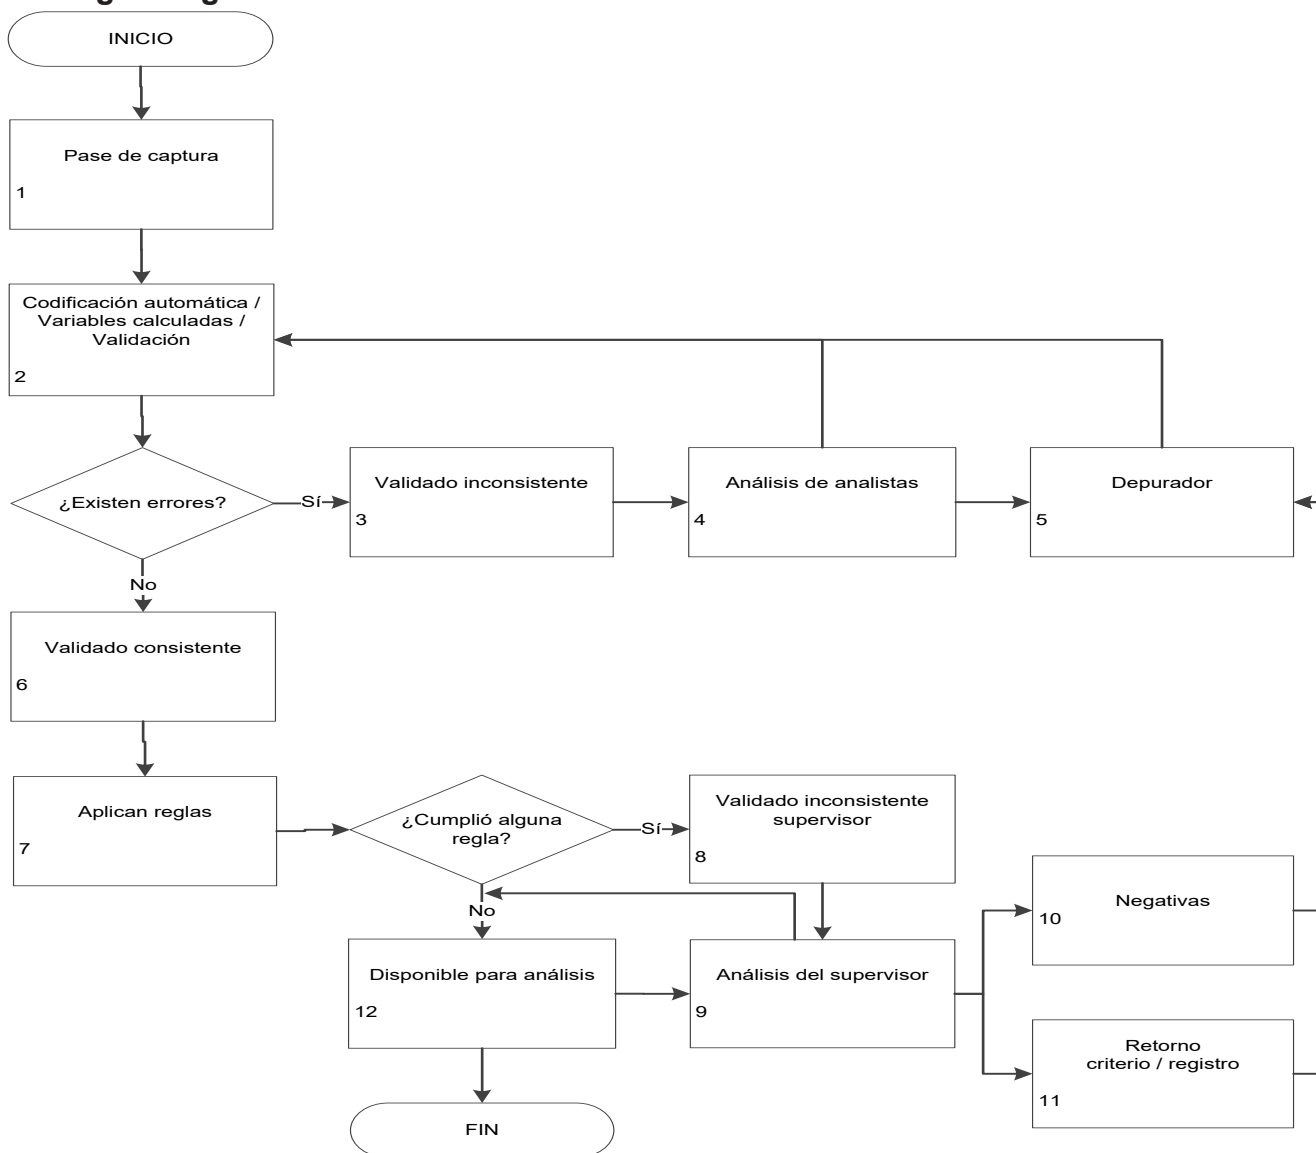 INICIO
Pase de captura
1
Codificación automática /
Variables calculadas /
Validación
2
¿Existen errores?
Sí
Validado inconsistente
3
Análisis de analistas
4
Depurador
5
No
Validado consistente
6
Aplican reglas
7
¿Cumplió alguna
regla?
Sí
Validado inconsistente
supervisor
8
No
Negativas
10
Disponible para análisis
12
Análisis del supervisor
9
Retorno
criterio / registro
11
FIN